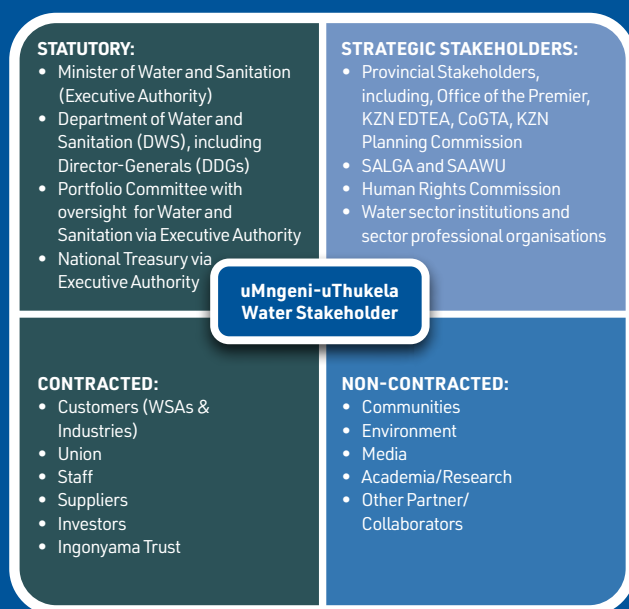 STATUTORY:
• Minister of Water and Sanitation
(Executive Authority)
• Department of Water and
Sanitation (DWS), including
Director-Generals (DDGs)
• Portfolio Committee with
oversight for Water and
Sanitation via Executive Authority
• National Treasury via
Executive Authority
STRATEGIC STAKEHOLDERS:
• Provincial Stakeholders,
including, Office of the Premier,
KZN EDTEA, CoGTA, KZN
Planning Commission
• SALGA and SAAWU
• Human Rights Commission
• Water sector institutions and
sector professional organisations
uMngeni-uThukela
Water Stakeholder
CONTRACTED:
• Customers (WSAs &
Industries)
• Union
• Staff
• Suppliers
• Investors
• Ingonyama Trust
NON-CONTRACTED:
• Communities
• Environment
• Media
• Academia/Research
• Other Partner/
Collaborators